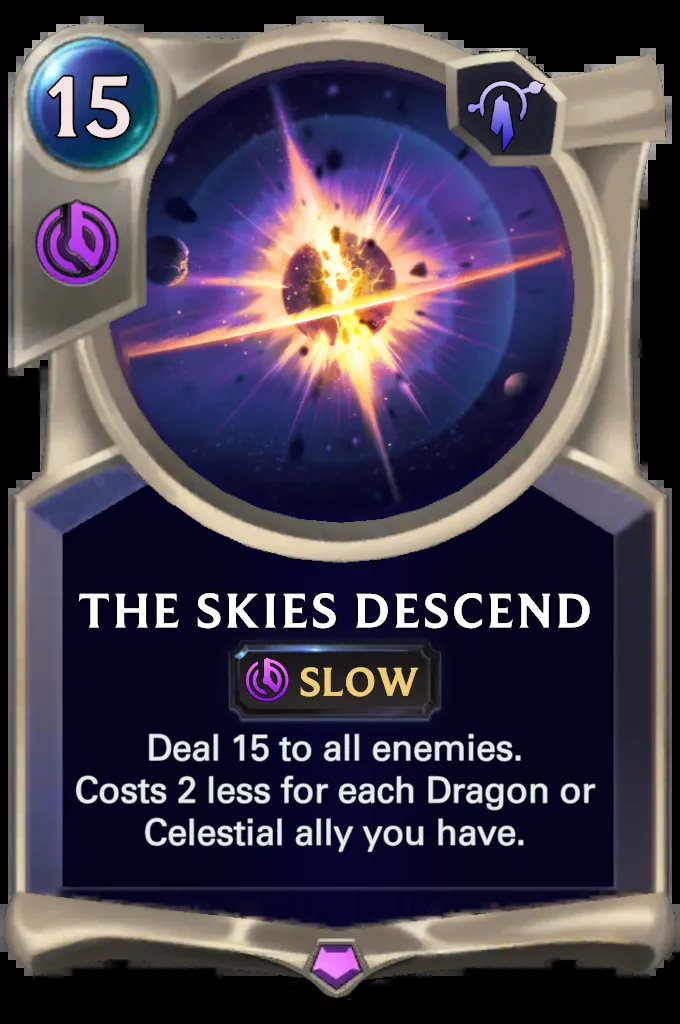 15
THE SKIES DESCEND
SLOW
Deal 15 to all enemies.
Costs 2 less for each Dragon or
Celestial ally you have.